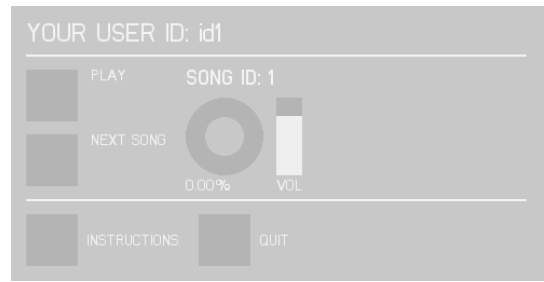 YOUR USER ID: id1
PLAY
SONG ID: 1
NEXT SONG
0.00%
VOL
INSTRUCTIONS
QUIT